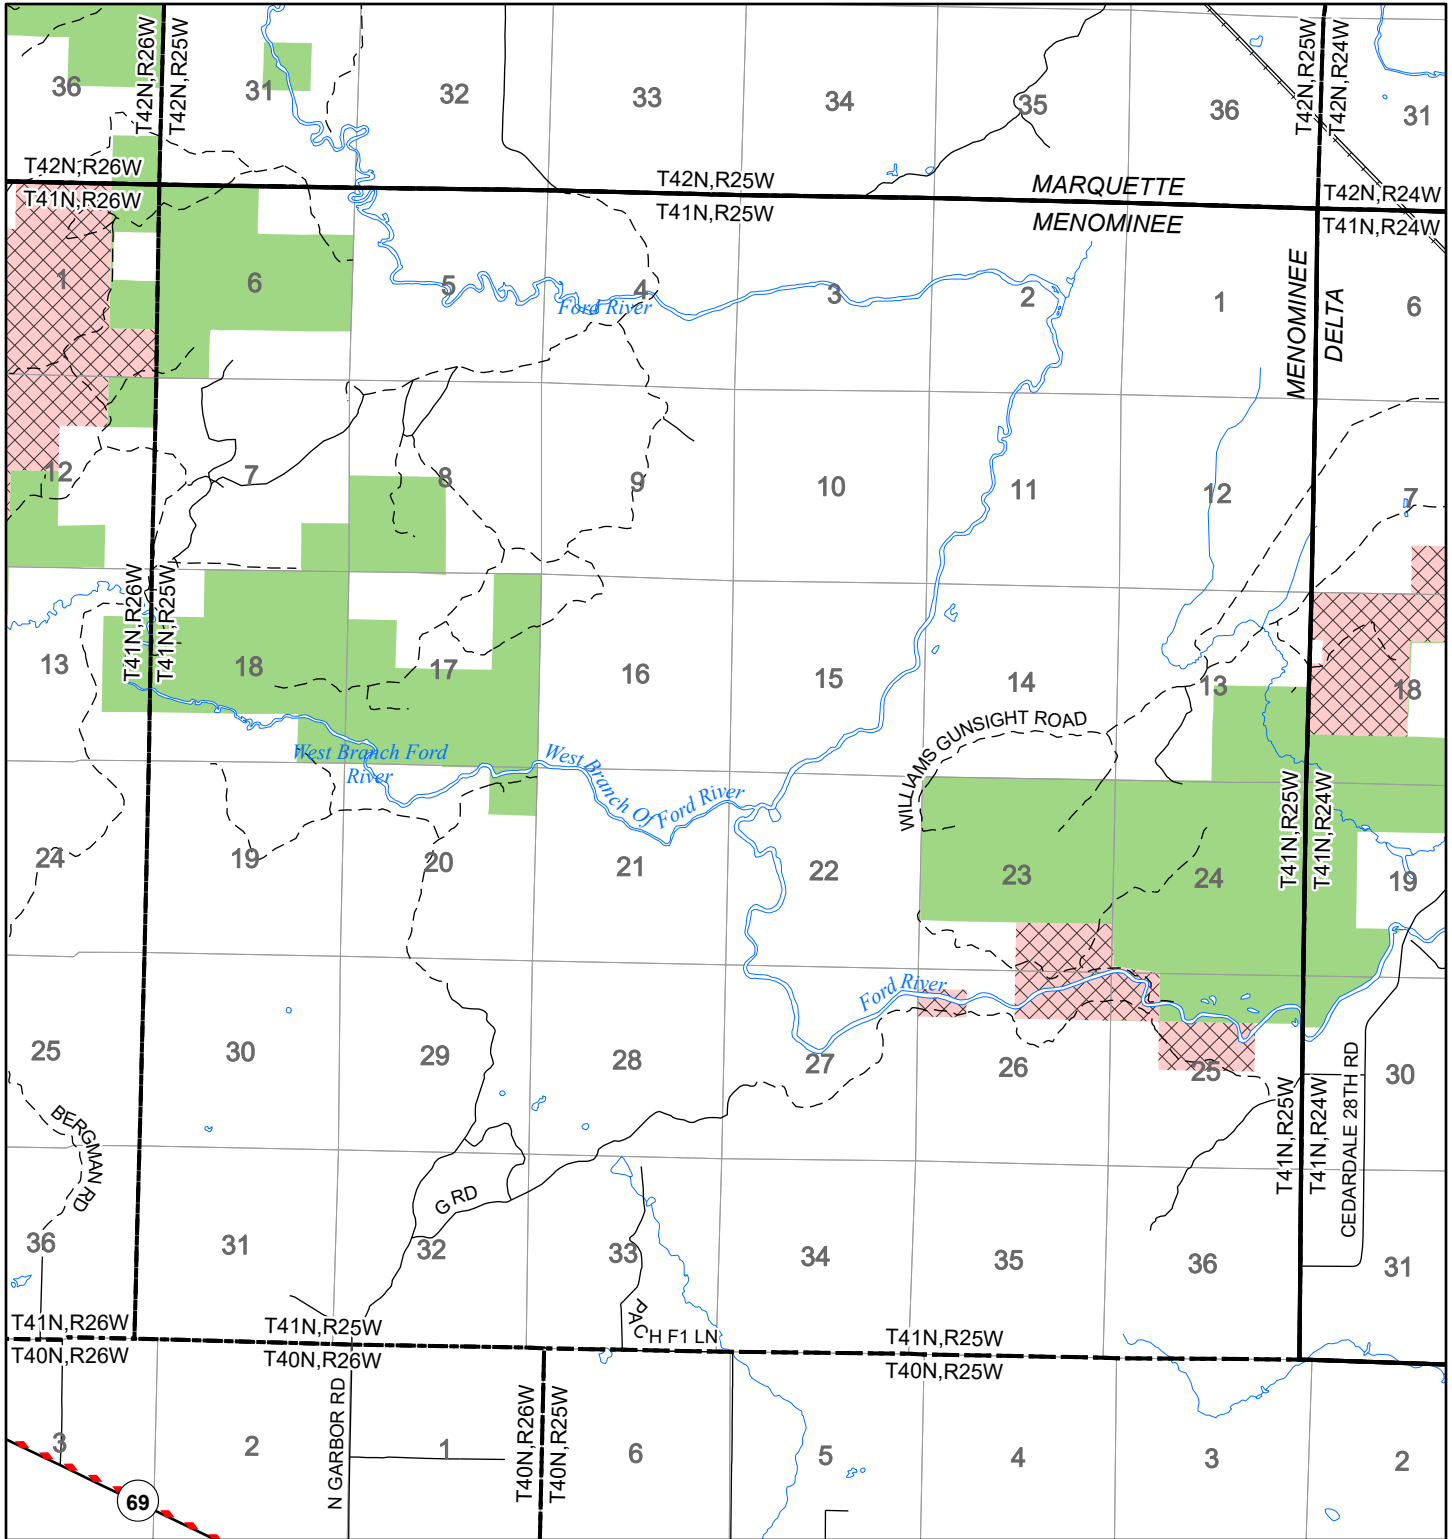 T42N,R26W
T42N,R25W
T42N,R25W
T42N,R24W
36
31
32
33
34
35
36
31
T42N,R26W
T41N,R26W
T42N,R25W
T41N,R25W
MARQUETTE
MENOMINEE
T42N,R24W
T41N,R24W
1
6
5
4
3
2
1
6
Ford River
MENOMINEE
DELTA
12
7
8
9
10
11
12
7
T41N,R26W
T41N,R25W
13
18
17
16
15
14
13
18
WILLIAMS GUNSIGHT ROAD
West Branch Ford
River
West Branch Of Ford River
T41N,R25W
T41N,R24W
24
19
20
21
22
23
24
19
Ford River
25
30
29
28
27
26
25
30
BERGMAN RD
G RD
T41N,R25W
T41N,R24W
CEDARDALE 28TH RD
36
31
32
33
34
35
36
31
PAC H F1 LN
T41N,R26W
T40N,R26W
T41N,R25W
T40N,R26W
T41N,R25W
T40N,R25W
N GARBOR RD
T40N,R26W
T40N,R25W
3
2
1
6
5
4
3
2
69